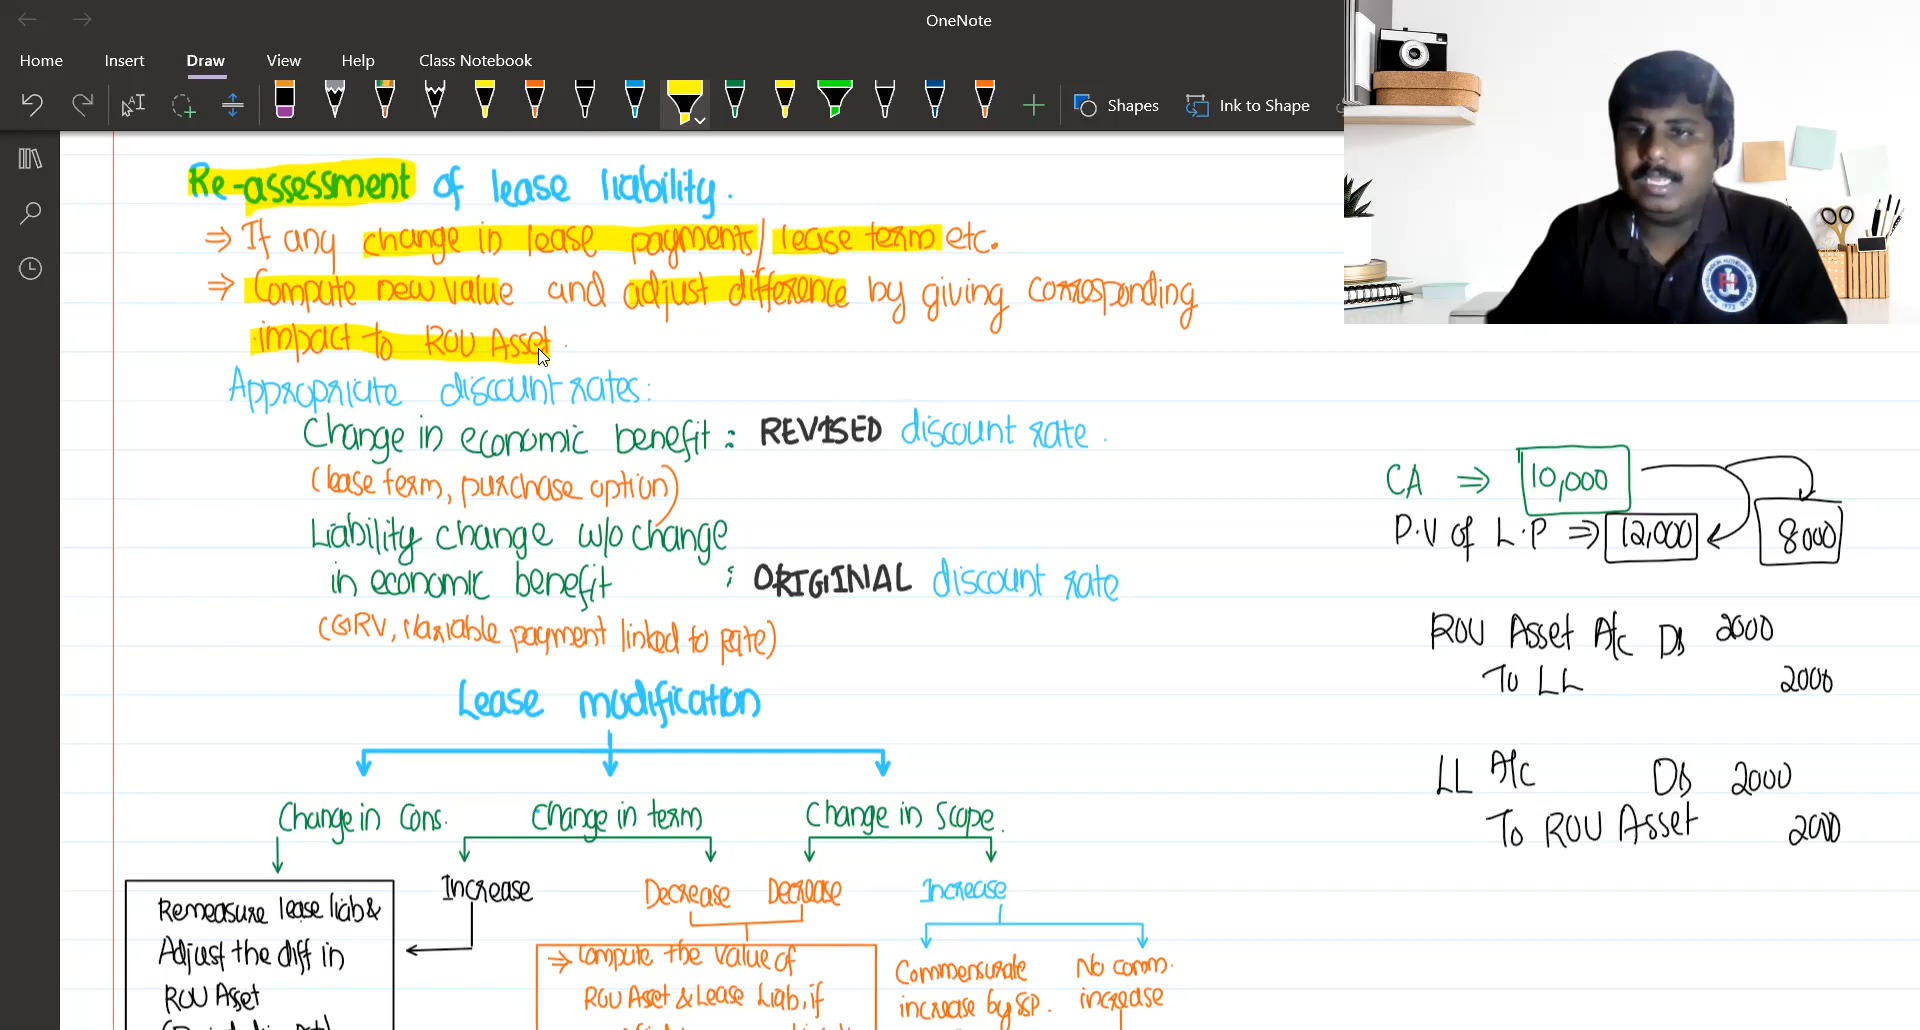 OneNote
Home Insert Draw View Help Class Notebook
Shapes Ink to Shape
Re-assessment of lease liability.
⇒ If any change in lease payments/ lease term etc.
⇒ Compute new value and adjust difference by giving corresponding
impact to ROU Asset.
Appropriate discount rates:
Change in economic benefit : REVISED discount rate.
(lease term, purchase option)
Liability change w/o change
in economic benefit : ORIGINAL discount rate
(GRV, Variable payment linked to rate)
Lease modification
Change in Cons. Change in term Change in Scope.
Increase Decrease Decrease Increase
Remeasure lease liab &
Adjust the diff in
ROU Asset
⇒ Compute the value of
ROU Asset & Lease Liab, if
Commensurate
increase by SSP.
No comm.
increase
CA ⇒ 10,000
P.V of L.P ⇒ 12,000 8000
ROU Asset A/c Dr 2000
To LL 2000
LL A/c Dr 2000
To ROU Asset 2000